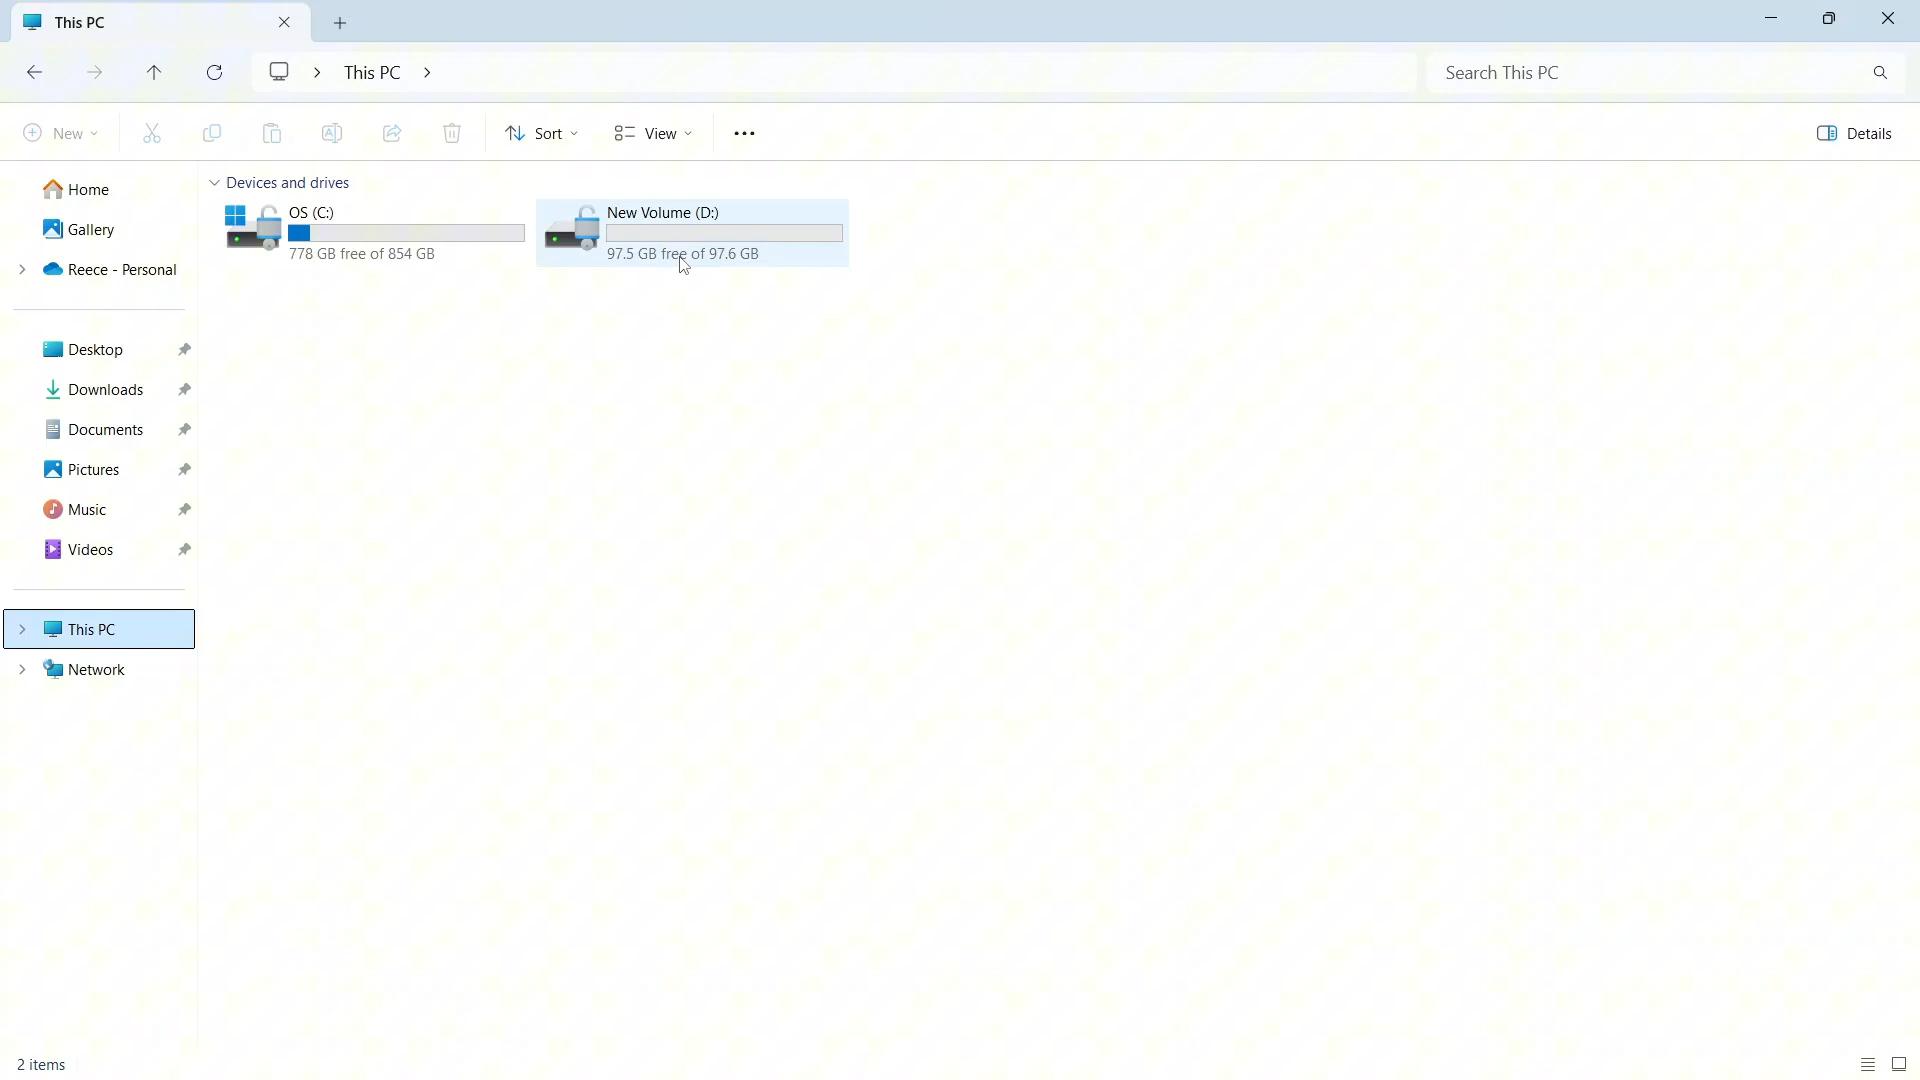 This PC
This PC
Search This PC
New
Sort
View
Details
Home
Gallery
Reece - Personal
Desktop
Downloads
Documents
Pictures
Music
Videos
This PC
Network
Devices and drives
OS (C:)
778 GB free of 854 GB
New Volume (D:)
97.5 GB free of 97.6 GB
2 items